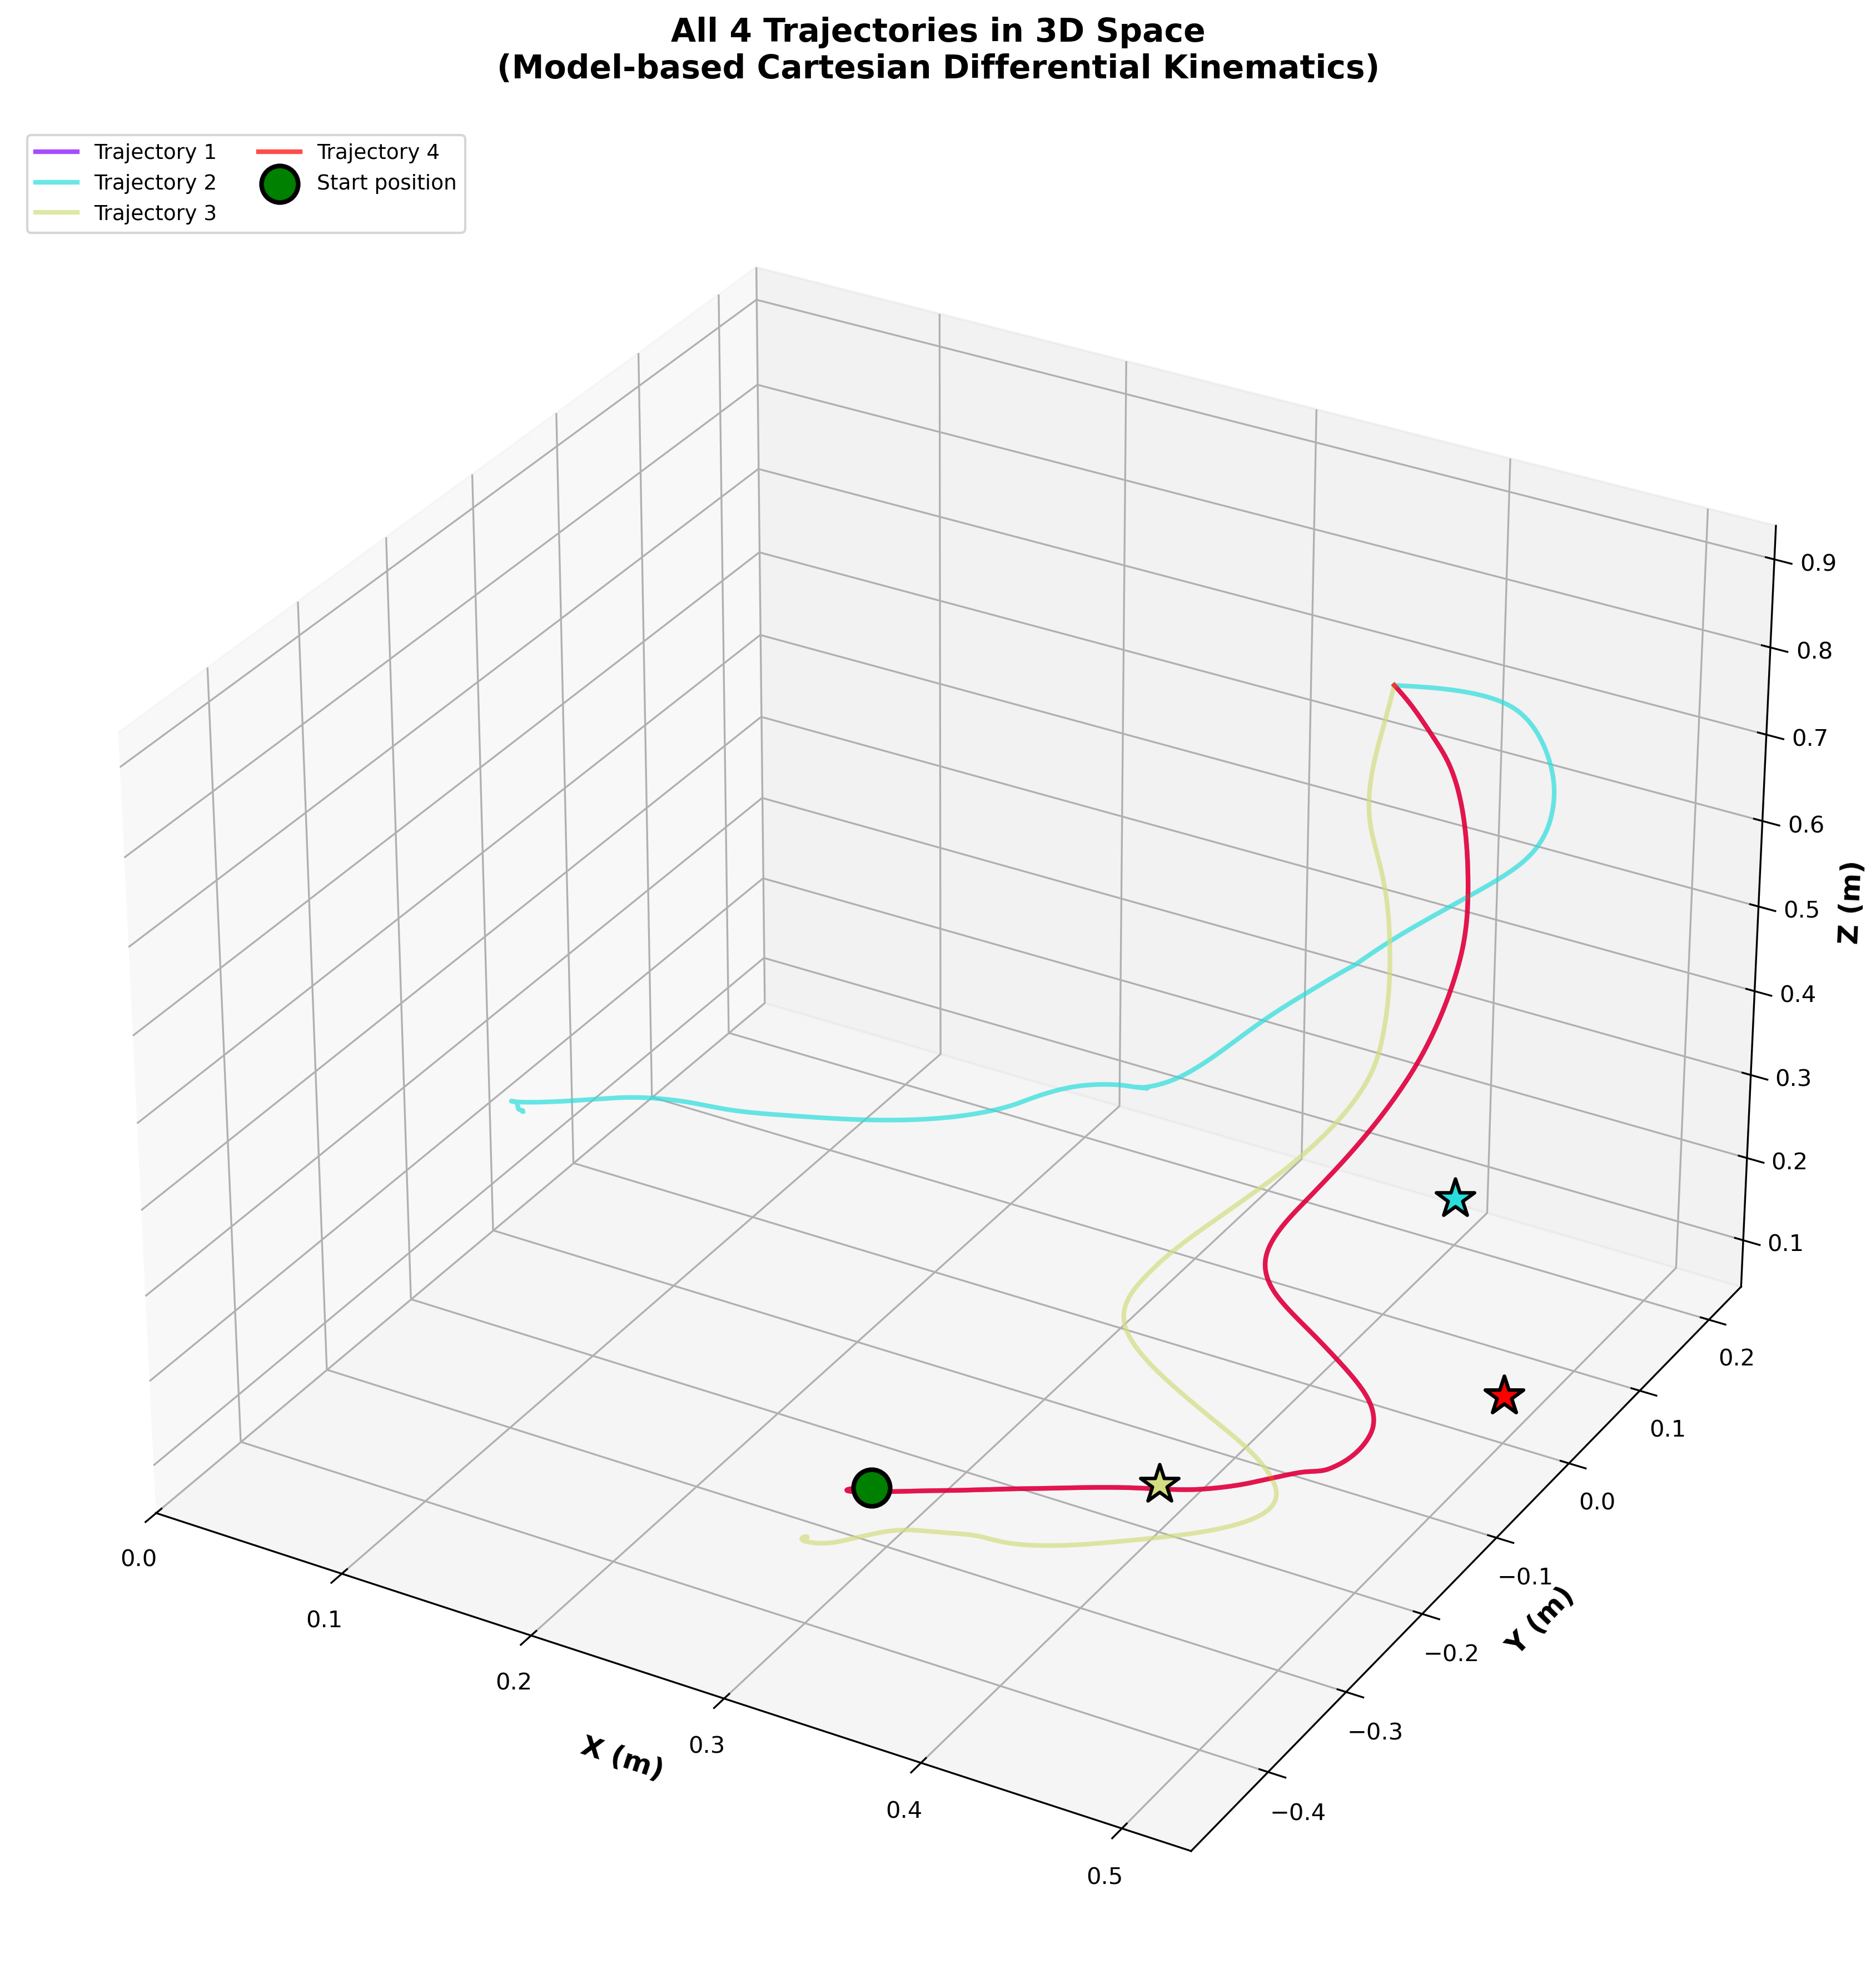 All 4 Trajectories in 3D Space
(Model-based Cartesian Differential Kinematics)
Trajectory 1
Trajectory 2
Trajectory 3
Trajectory 4
Start position
0.9
0.8
0.7
0.6
0.5
0.4
0.3
0.2
0.1
Z (m)
0.2
0.1
0.0
−0.1
−0.2
−0.3
−0.4
Y (m)
0.0
0.1
0.2
0.3
0.4
0.5
X (m)